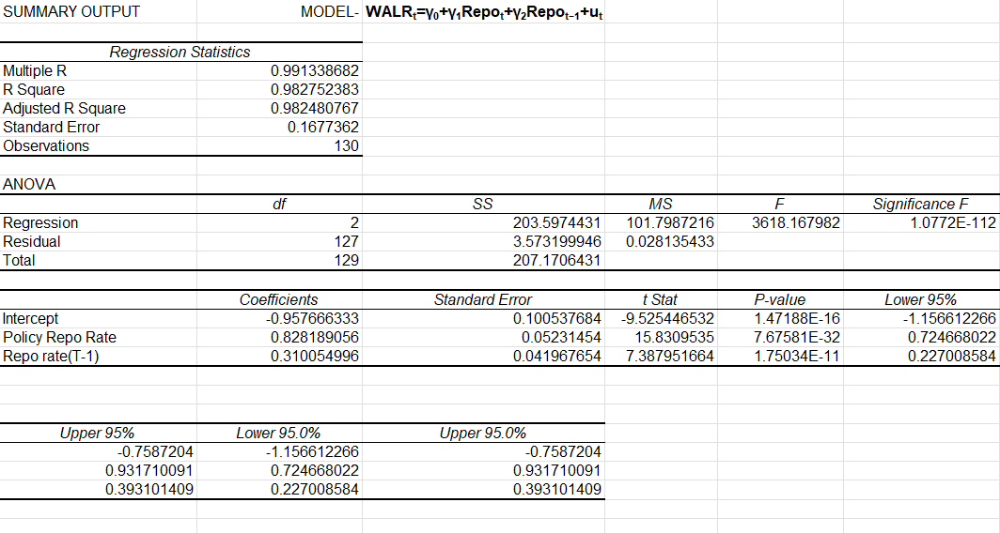 SUMMARY OUTPUT MODEL- WALRₜ=γ₀+γ₁Repoₜ+γ₂Repoₜ₋₁+uₜ
Regression Statistics
Multiple R 0.991338682
R Square 0.982752383
Adjusted R Square 0.982480767
Standard Error 0.1677362
Observations 130
ANOVA
df SS MS F Significance F
Regression 2 203.5974431 101.7987216 3618.167982 1.0772E-112
Residual 127 3.573199946 0.028135433
Total 129 207.1706431
Coefficients Standard Error t Stat P-value Lower 95%
Intercept -0.957666333 0.100537684 -9.525446532 1.47188E-16 -1.156612266
Policy Repo Rate 0.828189056 0.05231454 15.8309535 7.67581E-32 0.724668022
Repo rate(T-1) 0.310054996 0.041967654 7.387951664 1.75034E-11 0.227008584
Upper 95% Lower 95.0% Upper 95.0%
-0.7587204 -1.156612266 -0.7587204
0.931710091 0.724668022 0.931710091
0.393101409 0.227008584 0.393101409